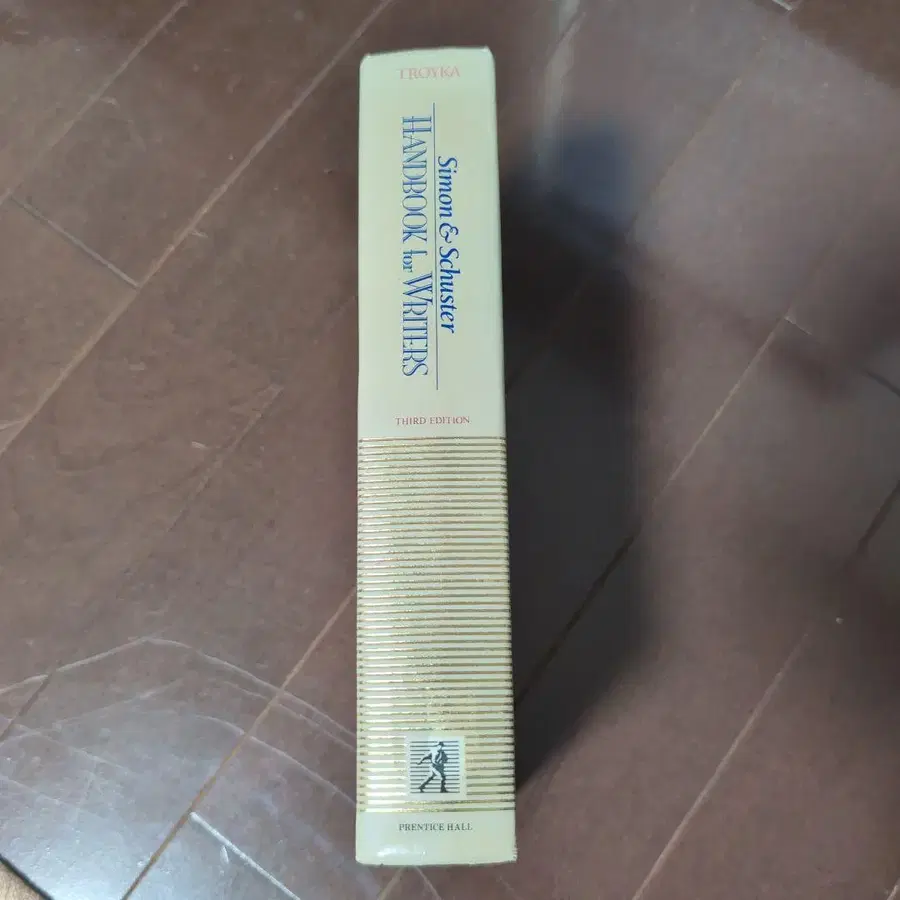 TROYKA
Simon & Schuster
HANDBOOK for WRITERS
THIRD EDITION
PRENTICE HALL